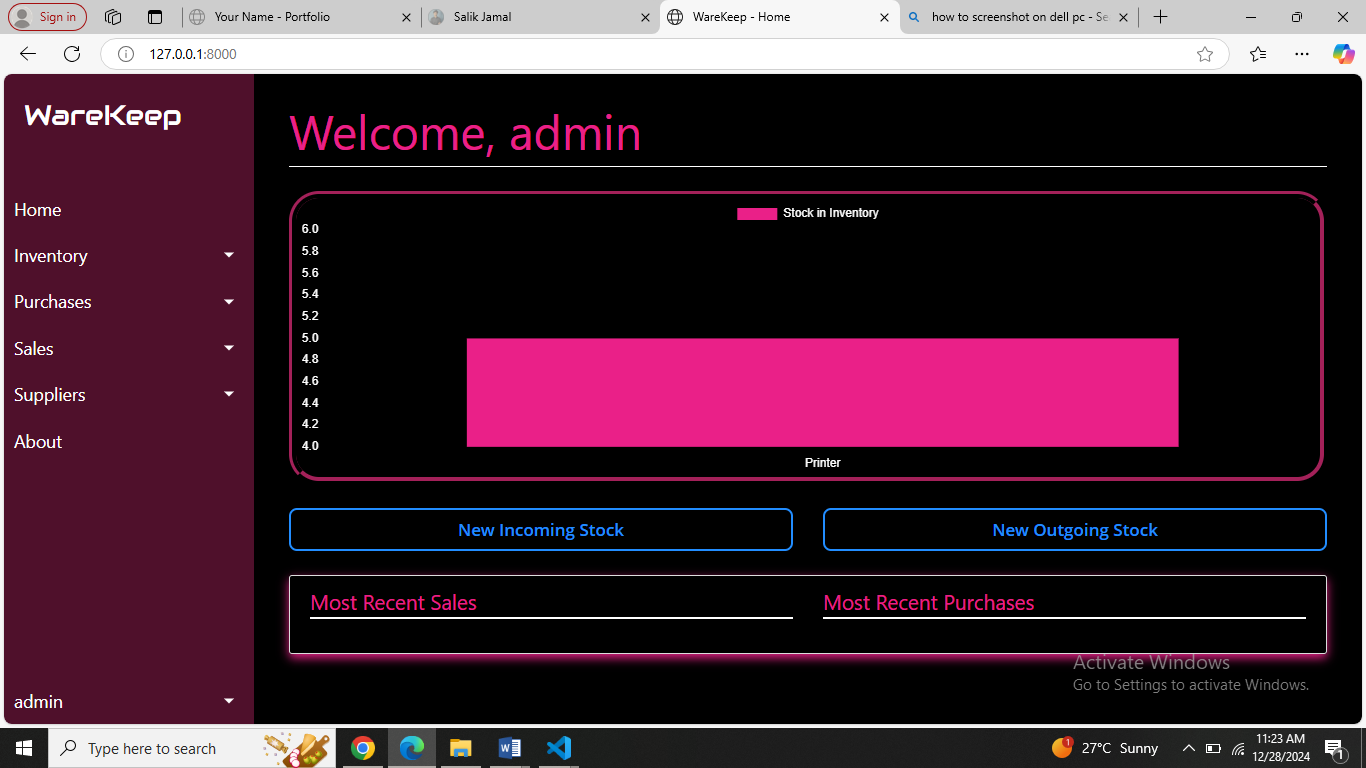 Sign in
Your Name - Portfolio
Salik Jamal
WareKeep - Home
how to screenshot on dell pc - Se
127.0.0.1:8000
WareKeep
Home
Inventory
Purchases
Sales
Suppliers
About
admin
Welcome, admin
Stock in Inventory
6.0
5.8
5.6
5.4
5.2
5.0
4.8
4.6
4.4
4.2
4.0
Printer
New Incoming Stock
New Outgoing Stock
Most Recent Sales
Most Recent Purchases
Activate Windows
Go to Settings to activate Windows.
Type here to search
1
27°C Sunny
11:23 AM
12/28/2024
1